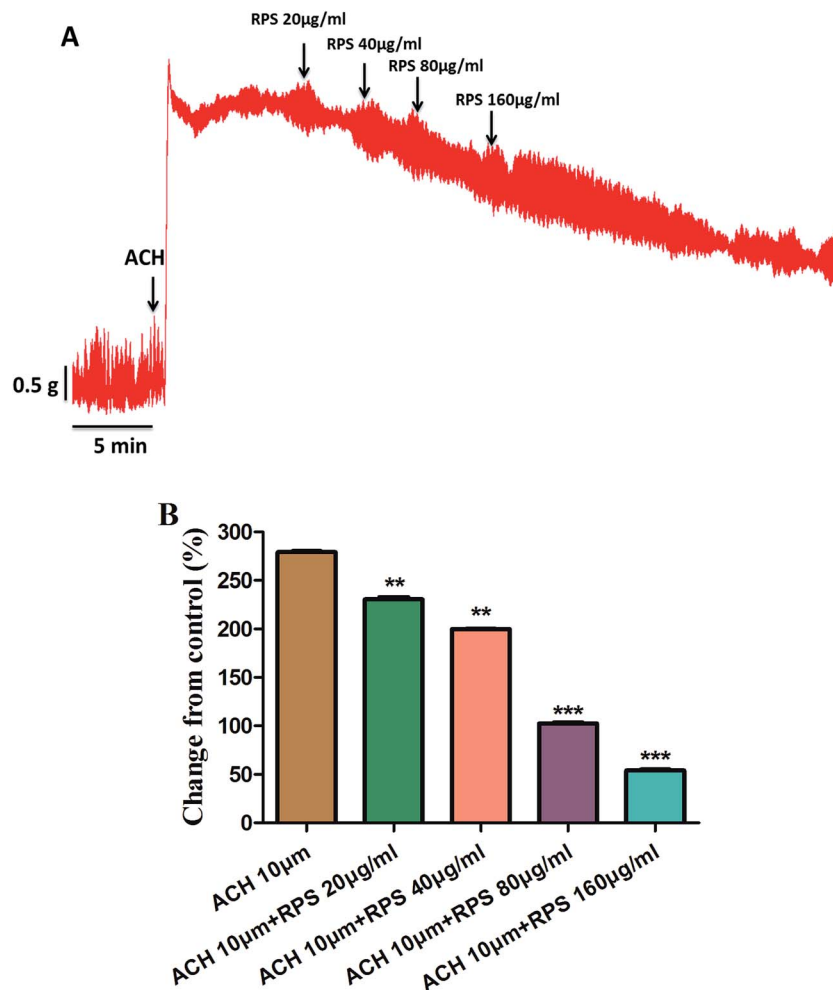 A
RPS 20µg/ml
RPS 40µg/ml
RPS 80µg/ml
RPS 160µg/ml
ACH
0.5 g
5 min
B
Change from control (%)
300
250
200
150
100
50
0
**
**
***
***
ACH 10µm
ACH 10µm+RPS 20µg/ml
ACH 10µm+RPS 40µg/ml
ACH 10µm+RPS 80µg/ml
ACH 10µm+RPS 160µg/ml